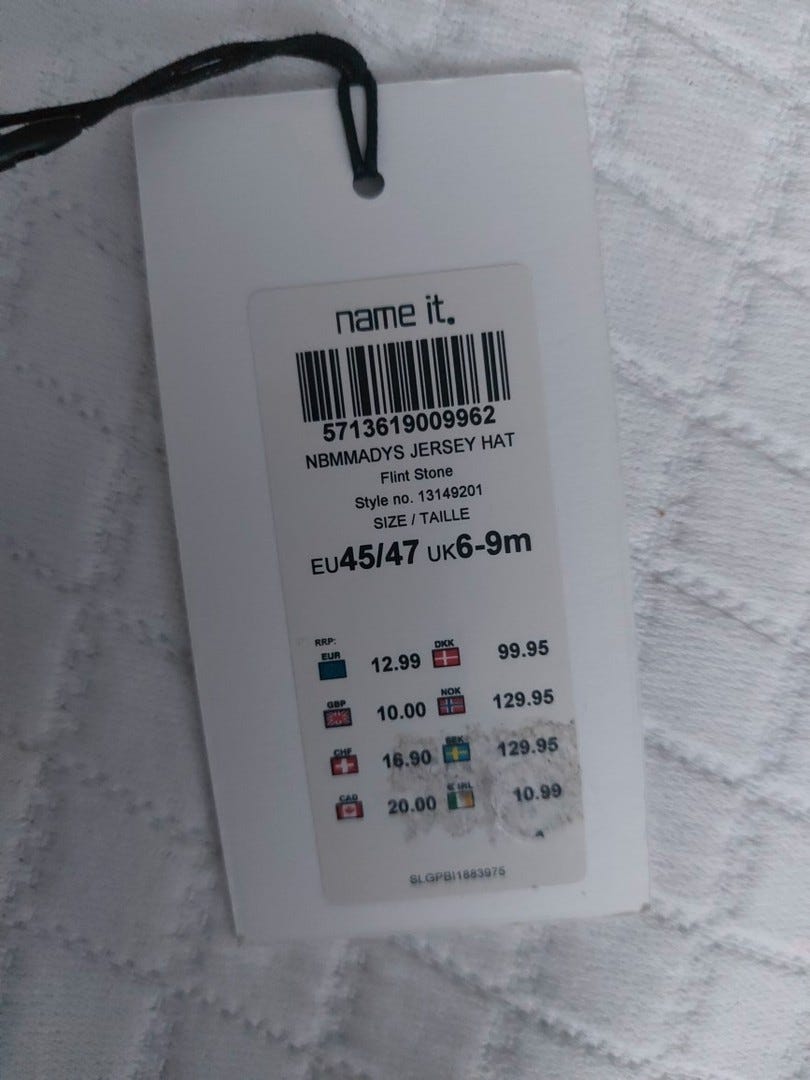 name it.
5713619009962
NBMMADYS JERSEY HAT
Flint Stone
Style no. 13149201
SIZE / TAILLE
EU45/47 UK6-9m
RRP:
EUR 12.99 DKK 99.95
GBP 10.00 NOK 129.95
CHF 16.90 SEK 129.95
CAD 20.00 € IRL 10.99
SLGPBI1883975